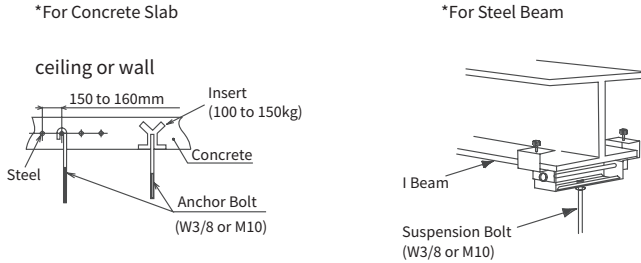 *For Concrete Slab
ceiling or wall
150 to 160mm
Insert
(100 to 150kg)
Concrete
Steel
Anchor Bolt
(W3/8 or M10)
*For Steel Beam
I Beam
Suspension Bolt
(W3/8 or M10)